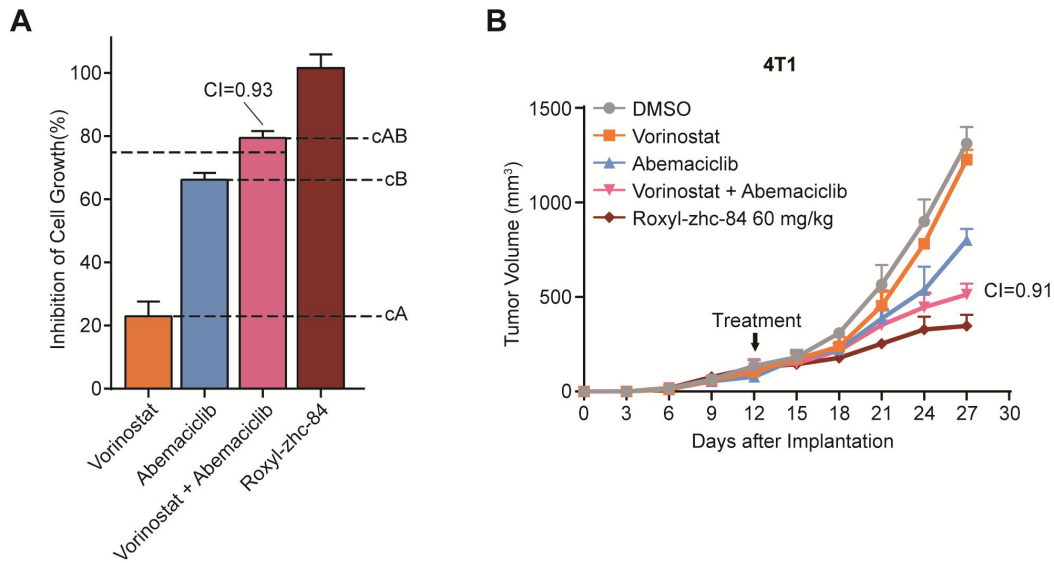 A
Inhibition of Cell Growth(%)
100
80
60
40
20
0
CI=0.93
cAB
cB
cA
Vorinostat
Abemaciclib
Vorinostat + Abemaciclib
Roxyl-zhc-84
B
4T1
Tumor Volume (mm³)
1500
1000
500
0
DMSO
Vorinostat
Abemaciclib
Vorinostat + Abemaciclib
Roxyl-zhc-84 60 mg/kg
Treatment
CI=0.91
0 3 6 9 12 15 18 21 24 27 30
Days after Implantation